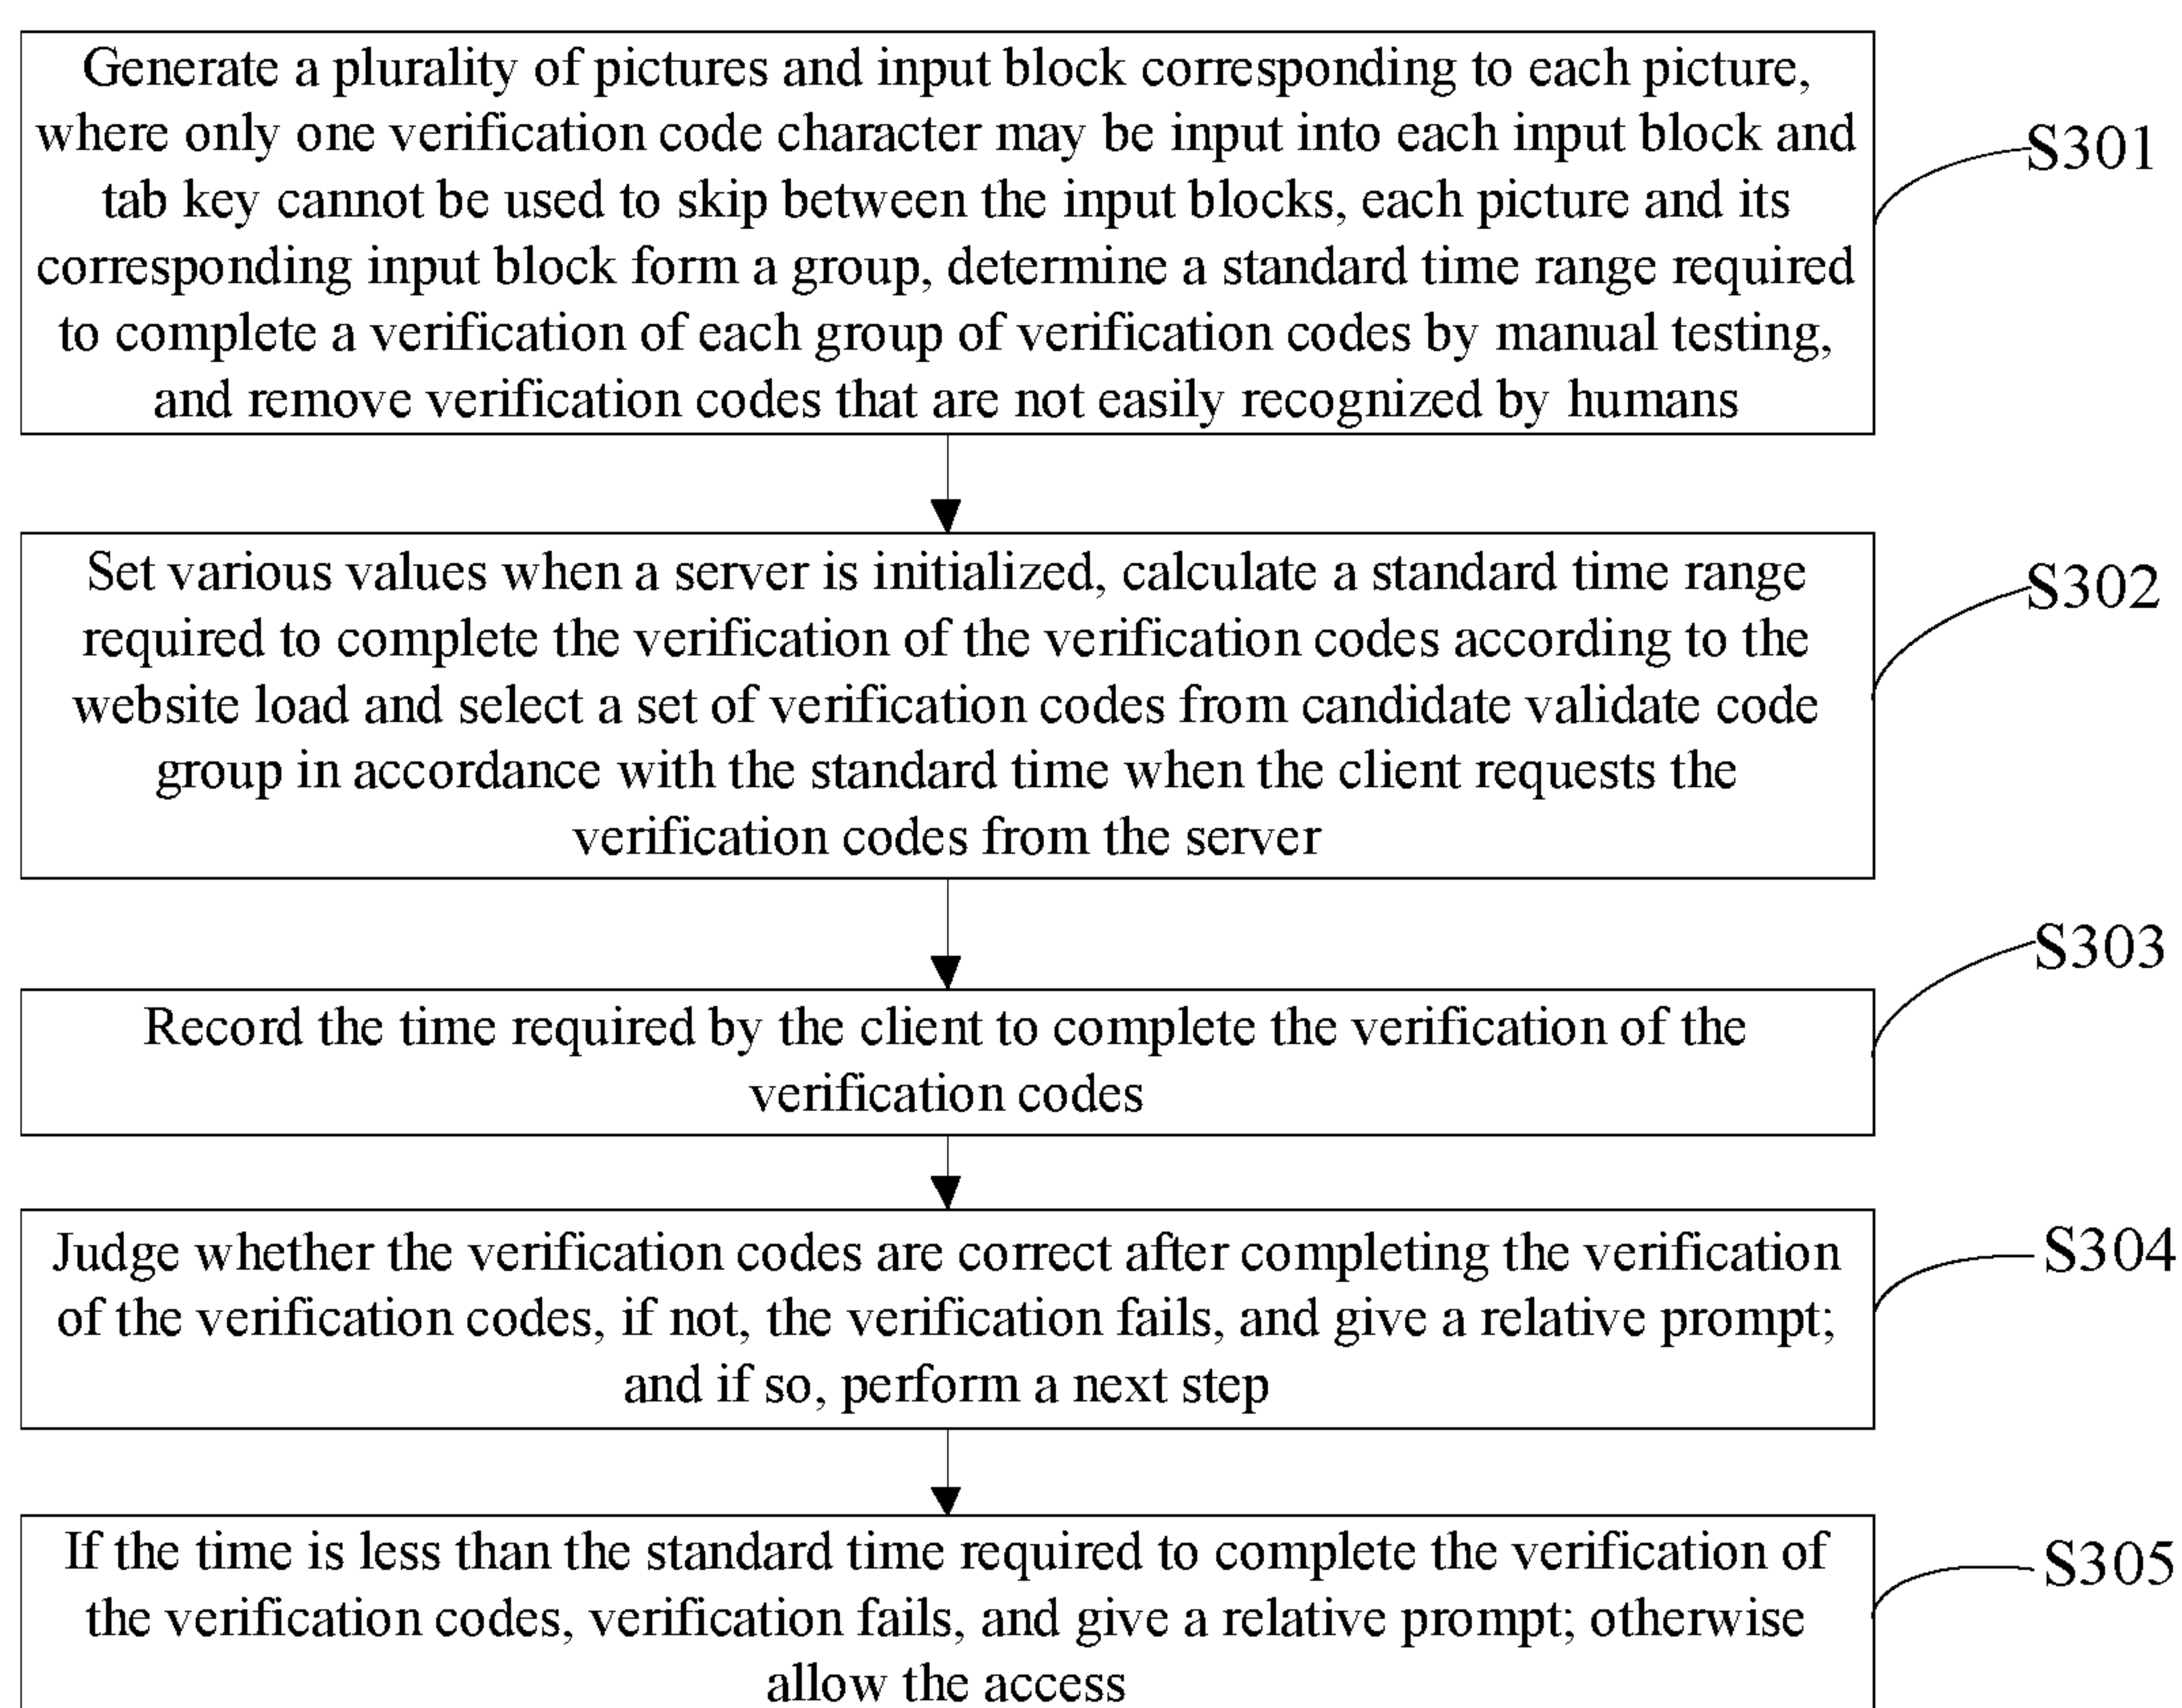 Generate a plurality of pictures and input block corresponding to each picture,
where only one verification code character may be input into each input block and
tab key cannot be used to skip between the input blocks, each picture and its
corresponding input block form a group, determine a standard time range required
to complete a verification of each group of verification codes by manual testing,
and remove verification codes that are not easily recognized by humans
S301
Set various values when a server is initialized, calculate a standard time range
required to complete the verification of the verification codes according to the
website load and select a set of verification codes from candidate validate code
group in accordance with the standard time when the client requests the
verification codes from the server
S302
Record the time required by the client to complete the verification of the
verification codes
S303
Judge whether the verification codes are correct after completing the verification
of the verification codes, if not, the verification fails, and give a relative prompt;
and if so, perform a next step
S304
If the time is less than the standard time required to complete the verification of
the verification codes, verification fails, and give a relative prompt; otherwise
allow the access
S305